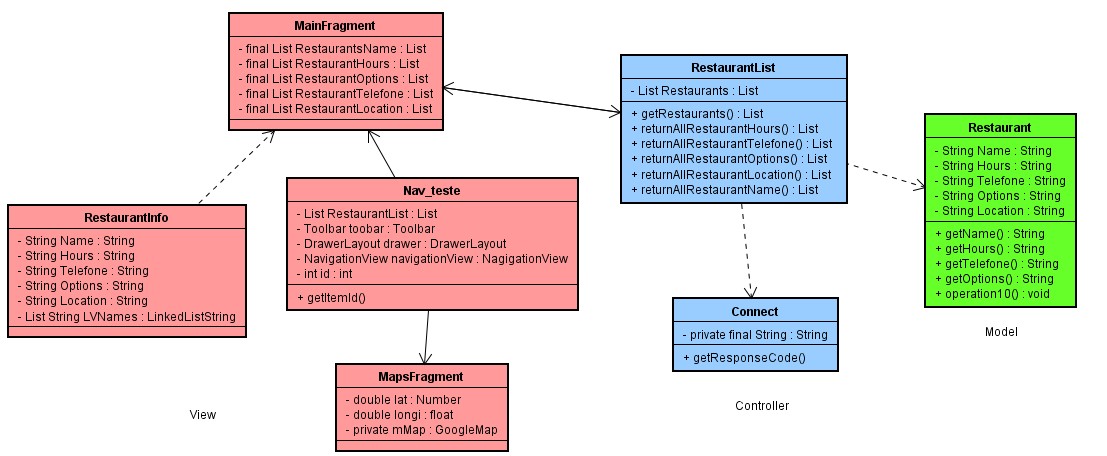 MainFragment
- final List RestaurantsName : List
- final List RestaurantHours : List
- final List RestaurantOptions : List
- final List RestaurantTelefone : List
- final List RestaurantLocation : List
RestaurantList
- List Restaurants : List
+ getRestaurants() : List
+ returnAllRestaurantHours() : List
+ returnAllRestaurantTelefone() : List
+ returnAllRestaurantOptions() : List
+ returnAllRestaurantLocation() : List
+ returnAllRestaurantName() : List
Restaurant
- String Name : String
- String Hours : String
- String Telefone : String
- String Options : String
- String Location : String
+ getName() : String
+ getHours() : String
+ getTelefone() : String
+ getOptions() : String
+ operation10() : void
Model
Nav_teste
- List RestaurantList : List
- Toolbar toobar : Toolbar
- DrawerLayout drawer : DrawerLayout
- NavigationView navigationView : NagigationView
- int id : int
+ getItemId()
RestaurantInfo
- String Name : String
- String Hours : String
- String Telefone : String
- String Options : String
- String Location : String
- List String LVNames : LinkedListString
Connect
- private final String : String
+ getResponseCode()
Controller
MapsFragment
- double lat : Number
- double longi : float
- private mMap : GoogleMap
View